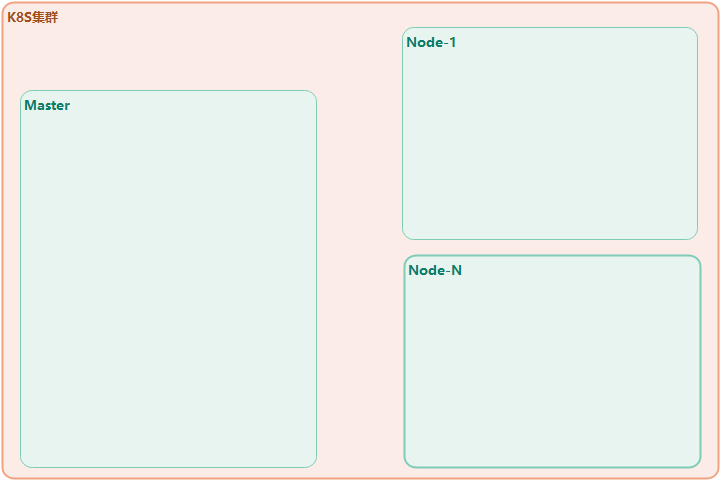 K8S集群
Master
Node-1
Node-N